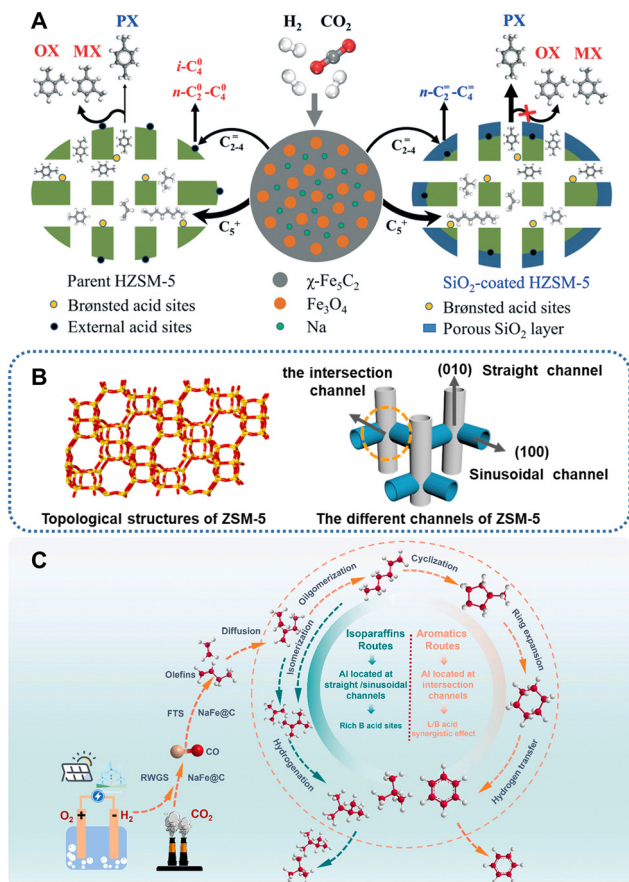 A
OX
MX
PX
i-C₄⁰
n-C₂⁰-C₄⁰
H₂
CO₂
n-C₂⁼-C₄⁼
PX
OX
MX
C₂₋₄⁼
C₂₋₄⁼
C₅⁺
C₅⁺
Parent HZSM-5
Brønsted acid sites
External acid sites
χ-Fe₅C₂
Fe₃O₄
Na
SiO₂-coated HZSM-5
Brønsted acid sites
Porous SiO₂ layer
B
the intersection
channel
(010)
Straight channel
(100)
Sinusoidal channel
Topological structures of ZSM-5
The different channels of ZSM-5
C
Oilgomerization
Cyclization
Diffusion
Isomerization
Ring expansion
Isoparaffins
Routes
Al located at
straight /sinusoidal
channels
Rich B acid sites
Aromatics
Routes
Al located at
intersection
channels
L/B acid
synergistic effect
Olefins
FTS
NaFe@C
CO
RWGS
NaFe@C
Hydrogenation
Hydrogen transfer
O₂
+
-
H₂
CO₂